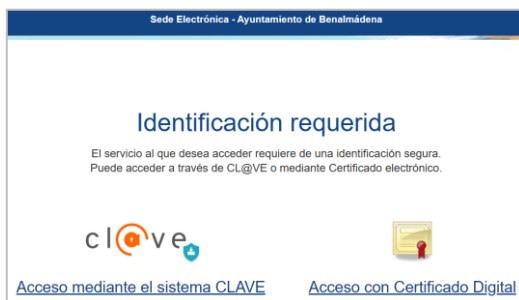 Sede Electrónica - Ayuntamiento de Benalmádena
Identificación requerida
El servicio al que desea acceder requiere de una identificación segura.
Puede acceder a través de CL@VE o mediante Certificado electrónico.
cl@ve
Acceso mediante el sistema CLAVE
Acceso con Certificado Digital